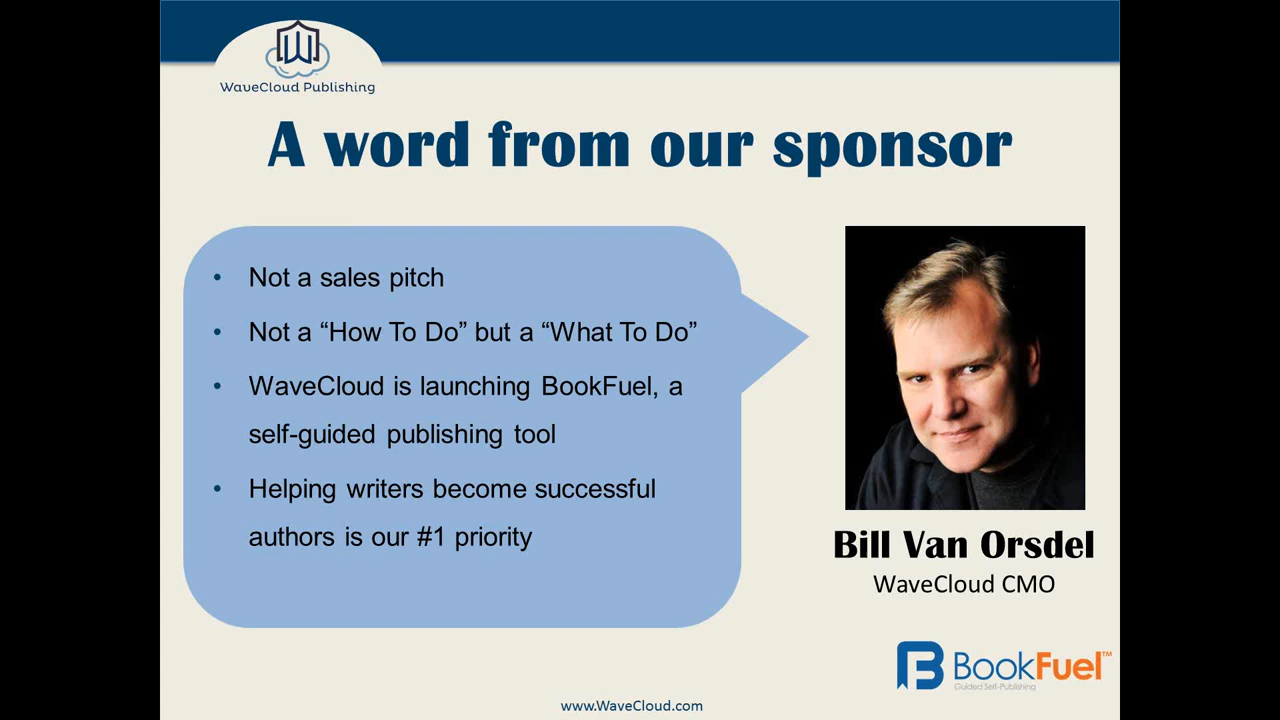 W
WaveCloud Publishing
A word from our sponsor
• Not a sales pitch
• Not a “How To Do” but a “What To Do”
• WaveCloud is launching BookFuel, a
self-guided publishing tool
• Helping writers become successful
authors is our #1 priority
Bill Van Orsdel
WaveCloud CMO
B BookFuel™
Guided Self-Publishing
www.WaveCloud.com